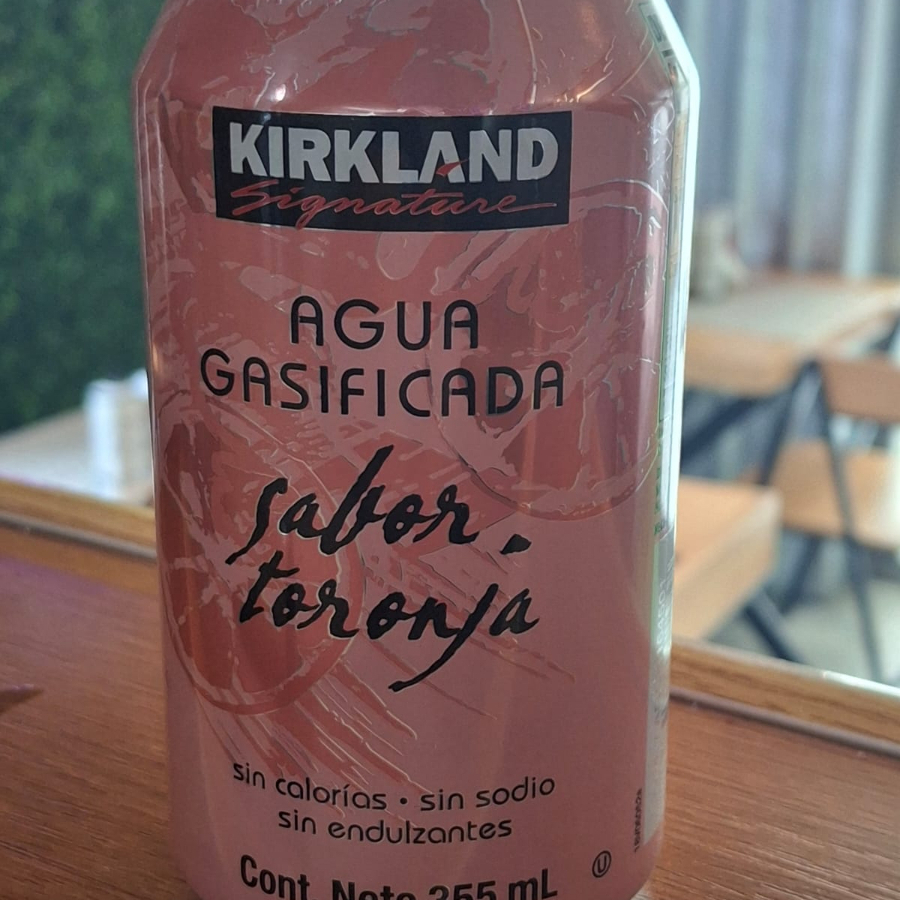 KIRKLAND
Signature
AGUA
GASIFICADA
sabor
toronja
sin calorías • sin sodio
sin endulzantes
Cont. Neto 355 mL
U